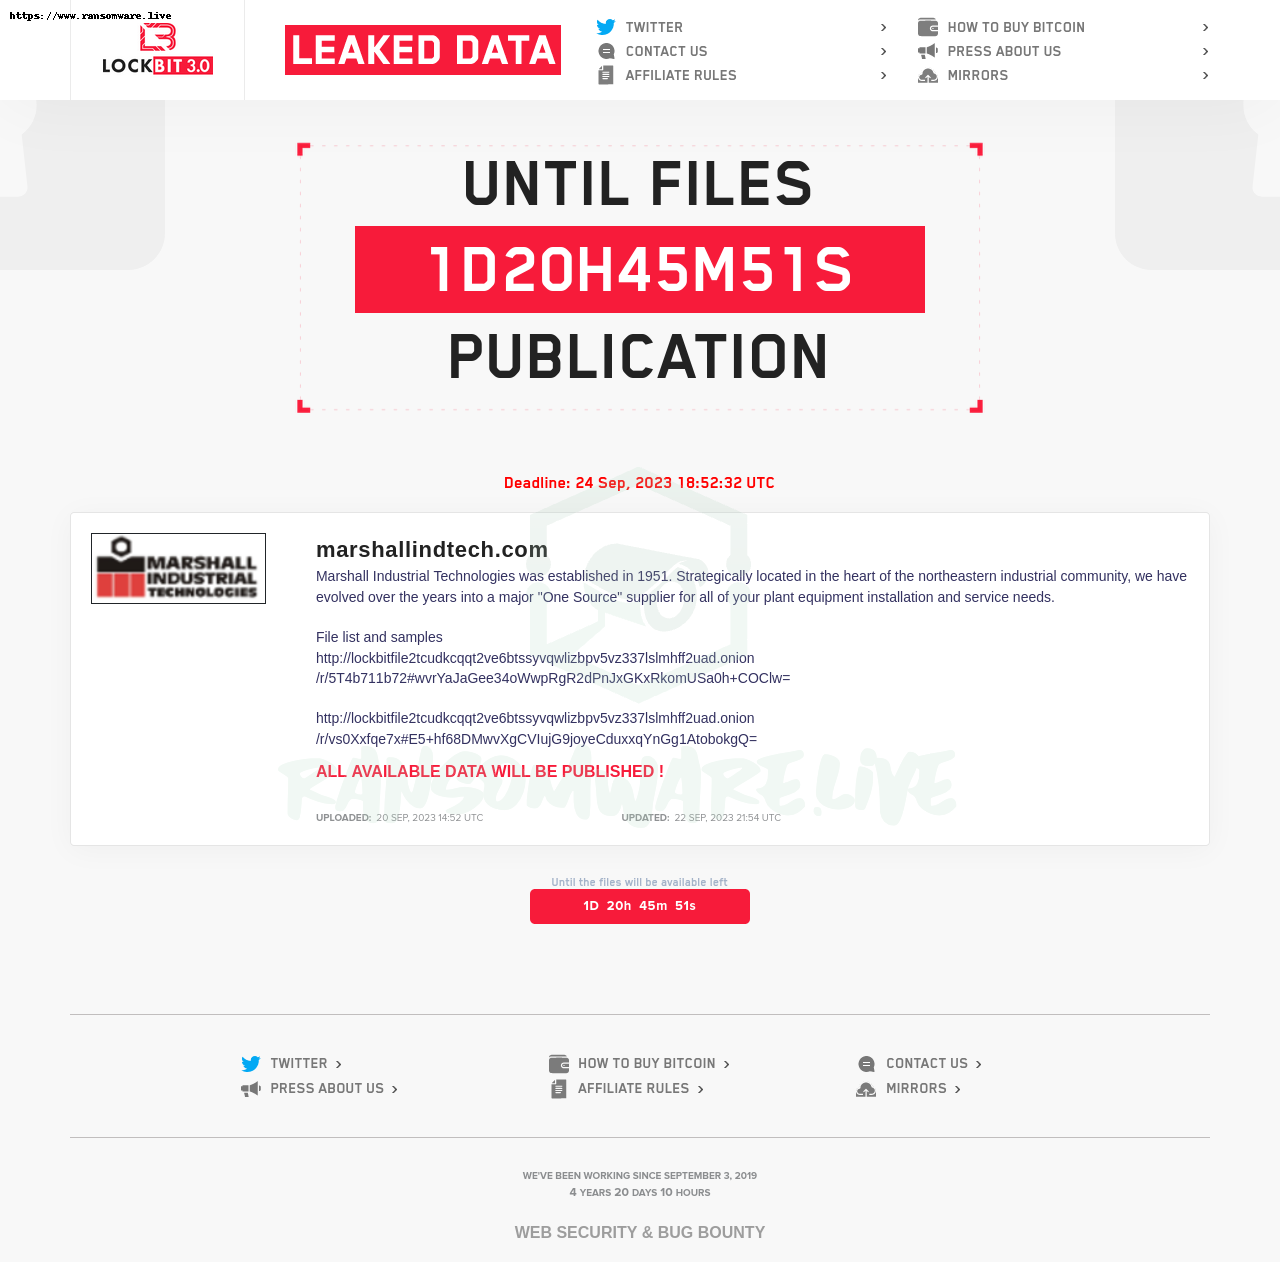 https://www.ransomware.live
LOCKBIT 3.0
LEAKED DATA
TWITTER
CONTACT US
AFFILIATE RULES
HOW TO BUY BITCOIN
PRESS ABOUT US
MIRRORS
UNTIL FILES
1D20H45M51S
PUBLICATION
Deadline: 24 Sep, 2023 18:52:32 UTC
MARSHALL
INDUSTRIAL
TECHNOLOGIES
marshallindtech.com
Marshall Industrial Technologies was established in 1951. Strategically located in the heart of the northeastern industrial community, we have
evolved over the years into a major "One Source" supplier for all of your plant equipment installation and service needs.
File list and samples
http://lockbitfile2tcudkcqqt2ve6btssyvqwlizbpv5vz337lslmhff2uad.onion
/r/5T4b711b72#wvrYaJaGee34oWwpRgR2dPnJxGKxRkomUSa0h+COClw=
http://lockbitfile2tcudkcqqt2ve6btssyvqwlizbpv5vz337lslmhff2uad.onion
/r/vs0Xxfqe7x#E5+hf68DMwvXgCVIujG9joyeCduxxqYnGg1AtobokgQ=
ALL AVAILABLE DATA WILL BE PUBLISHED !
RANSOMWARE.LIVE
UPLOADED: 20 SEP, 2023 14:52 UTC
UPDATED: 22 SEP, 2023 21:54 UTC
Until the files will be available left
1D 20h 45m 51s
TWITTER
HOW TO BUY BITCOIN
CONTACT US
PRESS ABOUT US
AFFILIATE RULES
MIRRORS
WE'VE BEEN WORKING SINCE SEPTEMBER 3, 2019
4 YEARS 20 DAYS 10 HOURS
WEB SECURITY & BUG BOUNTY